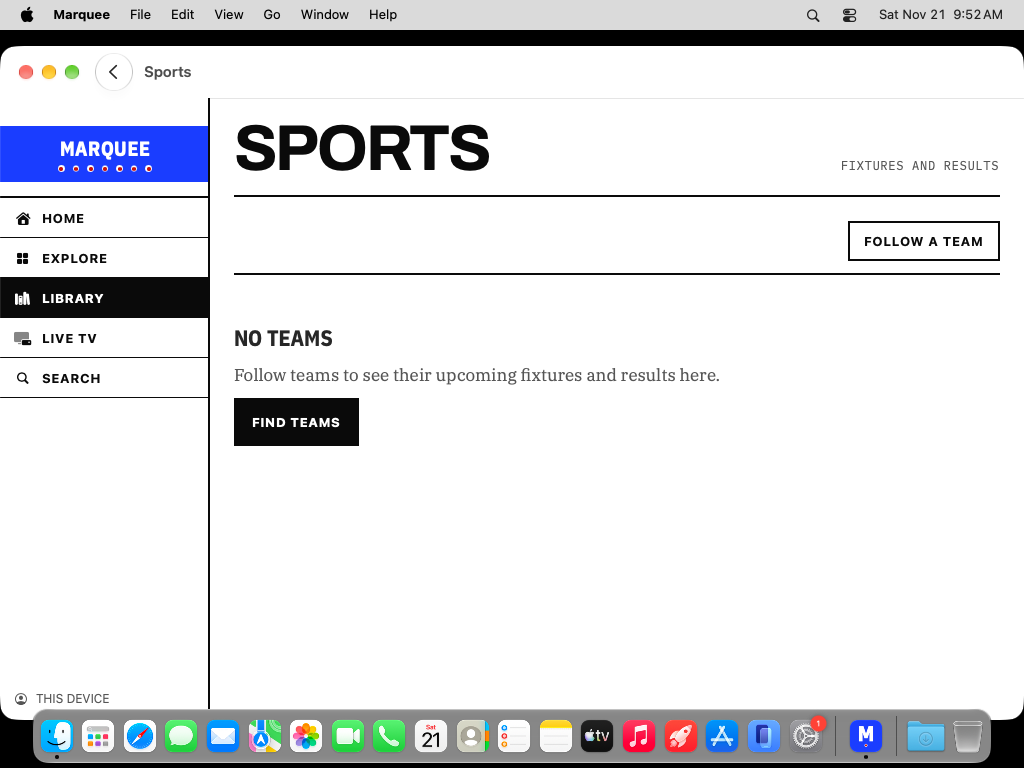 Marquee File Edit View Go Window Help Sat Nov 21 9:52 AM
Sports
MARQUEE
HOME
EXPLORE
LIBRARY
LIVE TV
SEARCH
THIS DEVICE
SPORTS
FIXTURES AND RESULTS
FOLLOW A TEAM
NO TEAMS
Follow teams to see their upcoming fixtures and results here.
FIND TEAMS
Sat
21
tv
1
M